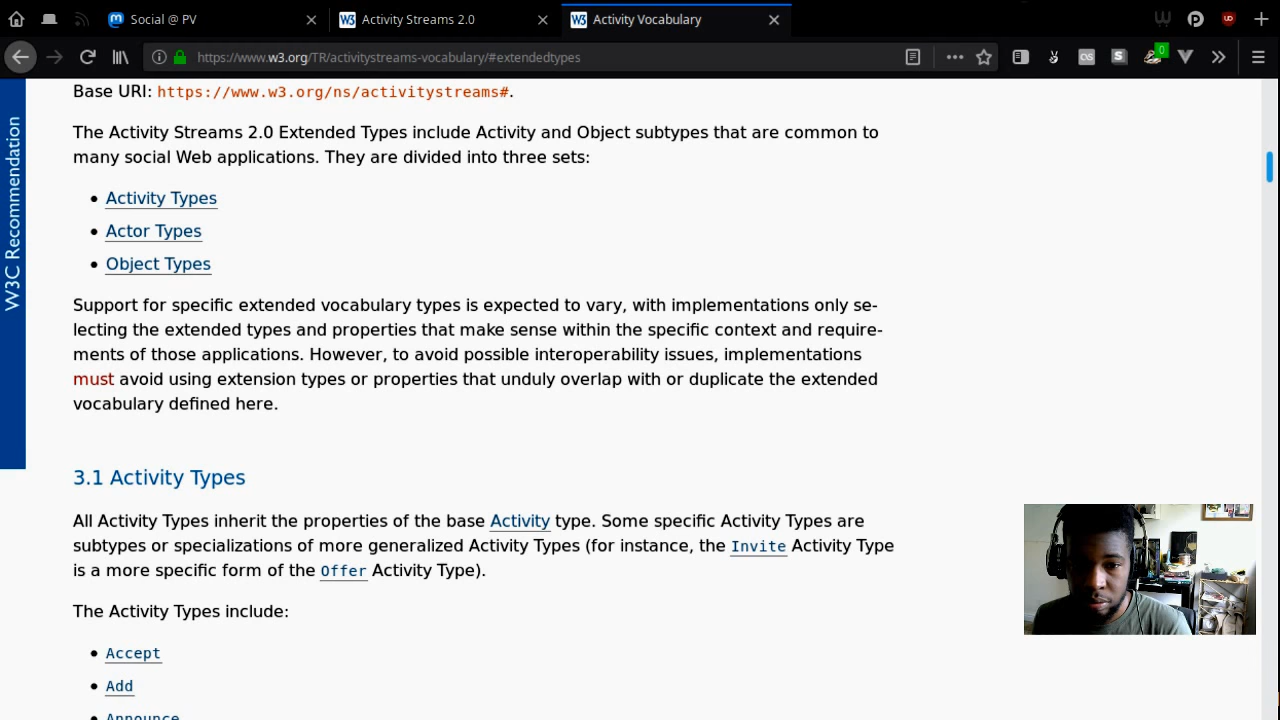 Social @ PV
Activity Streams 2.0
Activity Vocabulary
https://www.w3.org/TR/activitystreams-vocabulary/#extendedtypes
0
W3C Recommendation
Base URI: https://www.w3.org/ns/activitystreams#.
The Activity Streams 2.0 Extended Types include Activity and Object subtypes that are common to
many social Web applications. They are divided into three sets:
• Activity Types
• Actor Types
• Object Types
Support for specific extended vocabulary types is expected to vary, with implementations only se-
lecting the extended types and properties that make sense within the specific context and require-
ments of those applications. However, to avoid possible interoperability issues, implementations
must avoid using extension types or properties that unduly overlap with or duplicate the extended
vocabulary defined here.
3.1 Activity Types
All Activity Types inherit the properties of the base Activity type. Some specific Activity Types are
subtypes or specializations of more generalized Activity Types (for instance, the Invite Activity Type
is a more specific form of the Offer Activity Type).
The Activity Types include:
• Accept
• Add
• Announce